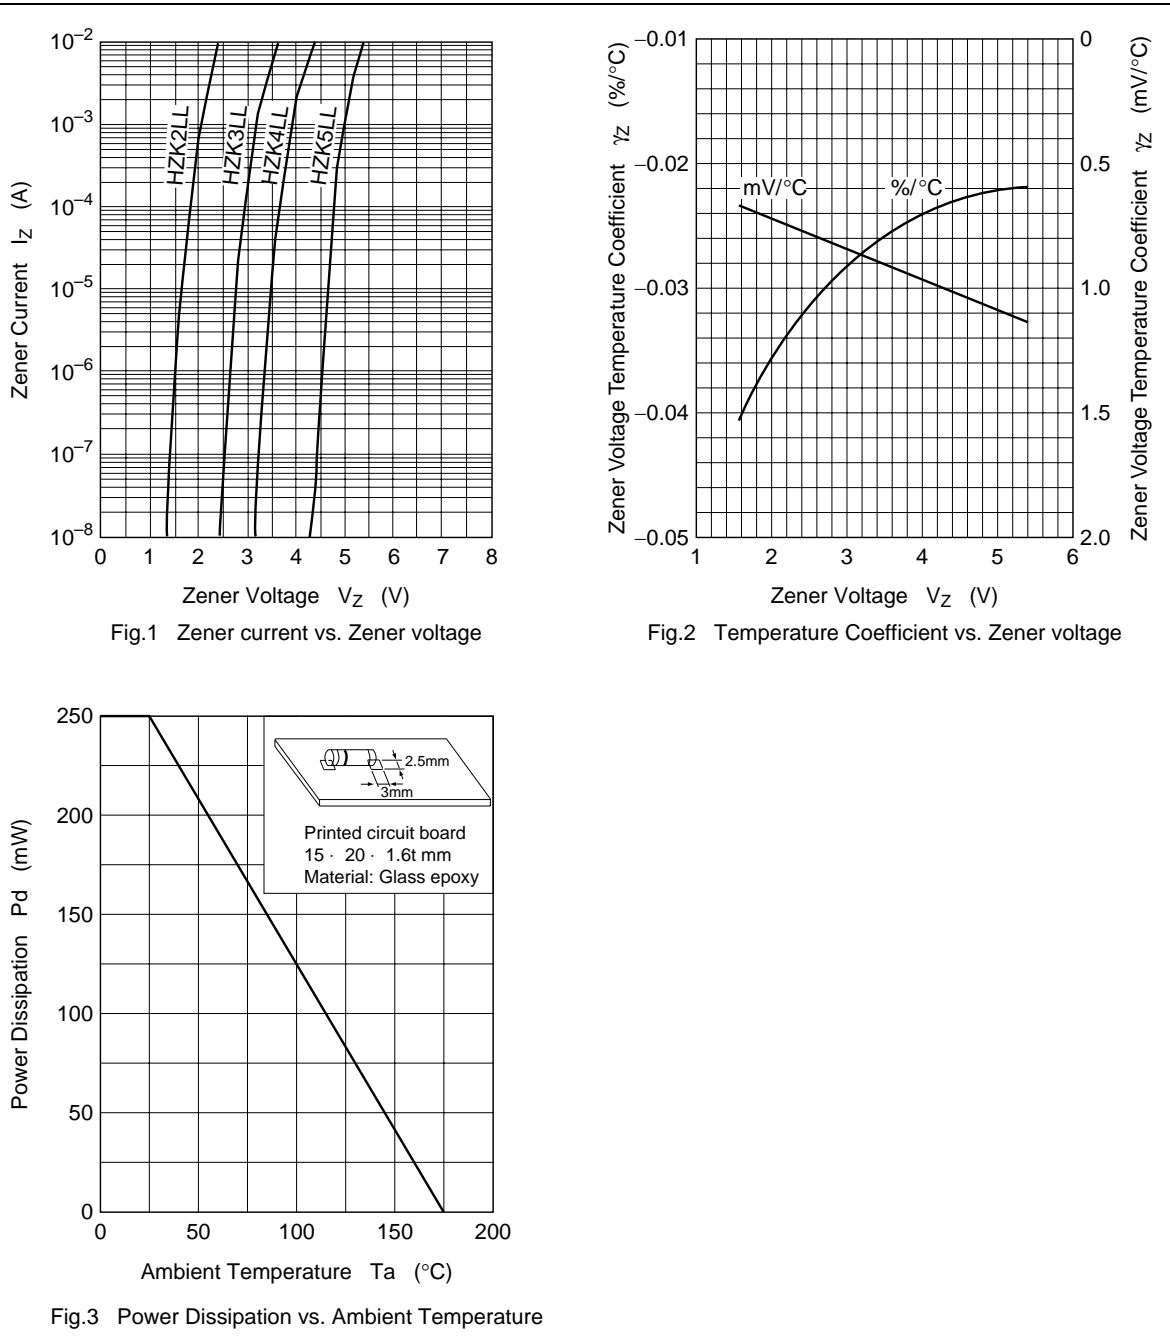 10–2
10–3
10–4
10–5
10–6
10–7
10–8
Zener Current IZ (A)
HZK2LL
HZK3LL
HZK4LL
HZK5LL
0 1 2 3 4 5 6 7 8
Zener Voltage VZ (V)
Fig.1 Zener current vs. Zener voltage
–0.01
–0.02
–0.03
–0.04
–0.05
Zener Voltage Temperature Coefficient γZ (%/°C)
mV/°C
%/°C
0
0.5
1.0
1.5
2.0
Zener Voltage Temperature Coefficient γZ (mV/°C)
1 2 3 4 5 6
Zener Voltage VZ (V)
Fig.2 Temperature Coefficient vs. Zener voltage
250
200
150
100
50
0
Power Dissipation Pd (mW)
2.5mm
3mm
Printed circuit board
15 · 20 · 1.6t mm
Material: Glass epoxy
0 50 100 150 200
Ambient Temperature Ta (°C)
Fig.3 Power Dissipation vs. Ambient Temperature